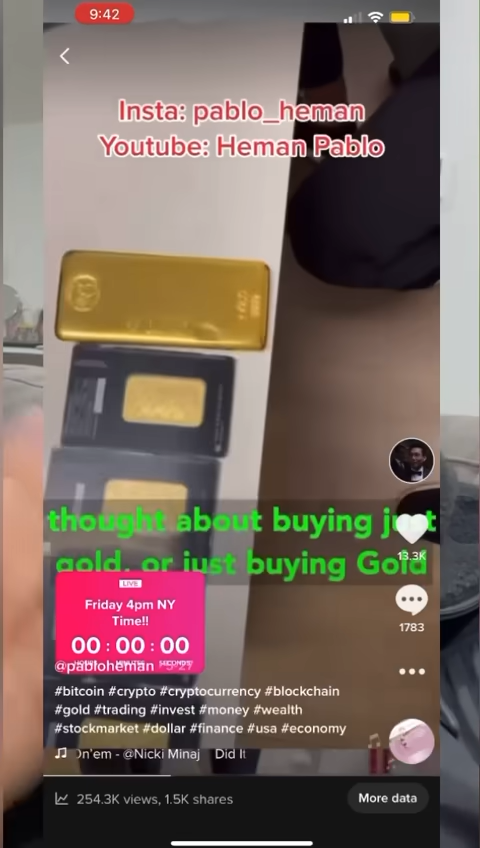 9:42
Insta: pablo_heman
Youtube: Heman Pablo
thought about buying just
gold, or just buying Gold
13.3K
LIVE
Friday 4pm NY
Time!!
00 : 00 : 00
1783
@pabloheman
#bitcoin #crypto #cryptocurrency #blockchain
#gold #trading #invest #money #wealth
#stockmarket #dollar #finance #usa #economy
On'em - @Nicki Minaj Did It
254.3K views, 1.5K shares
More data